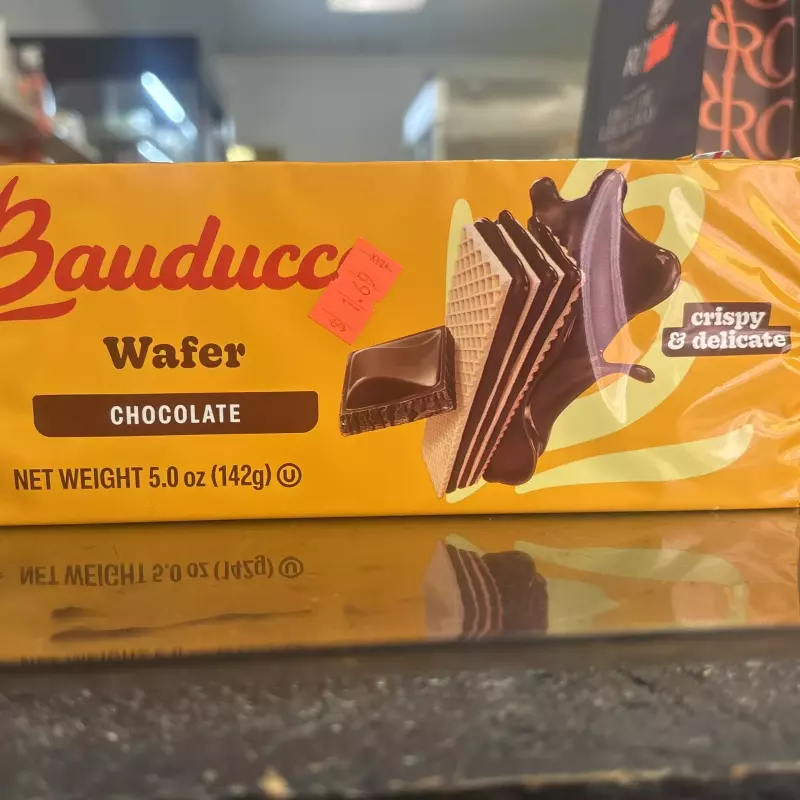 Bauducc
1.69
Wafer
CHOCOLATE
NET WEIGHT 5.0 oz (142g) U
crispy
& delicate